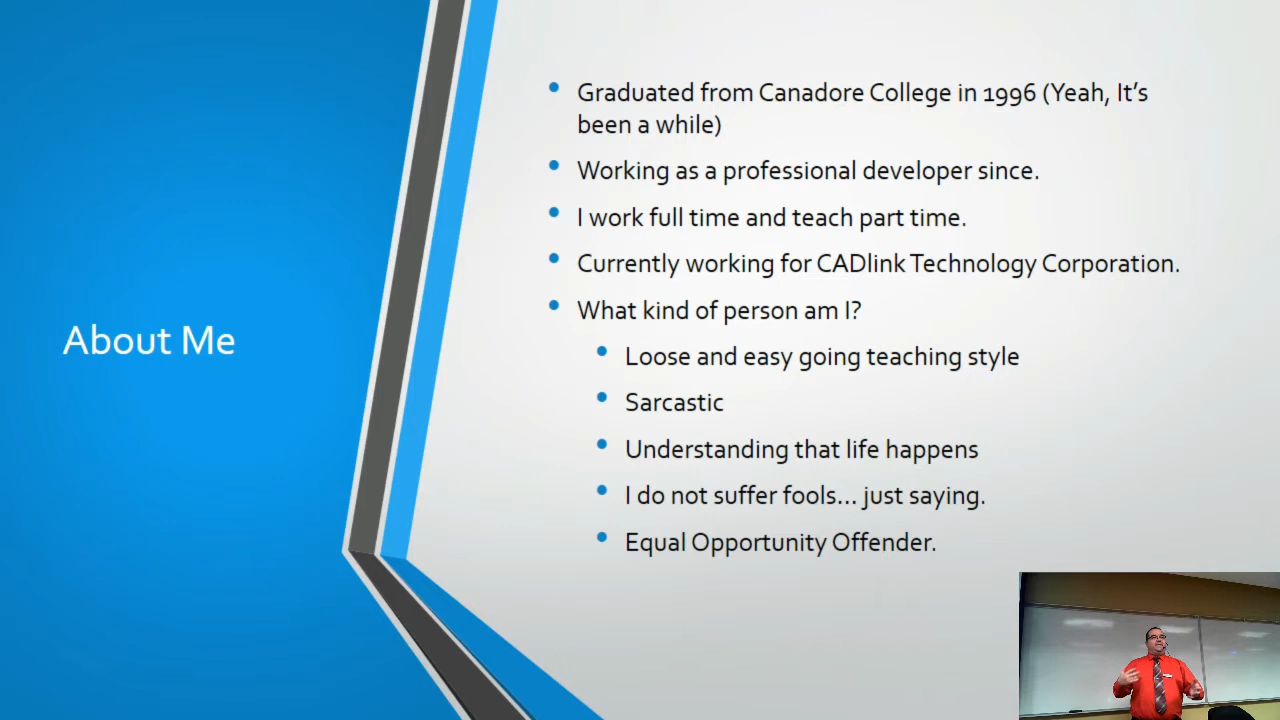 About Me
Graduated from Canadore College in 1996 (Yeah, It's
been a while)
Working as a professional developer since.
I work full time and teach part time.
Currently working for CADlink Technology Corporation.
What kind of person am I?
Loose and easy going teaching style
Sarcastic
Understanding that life happens
I do not suffer fools... just saying.
Equal Opportunity Offender.